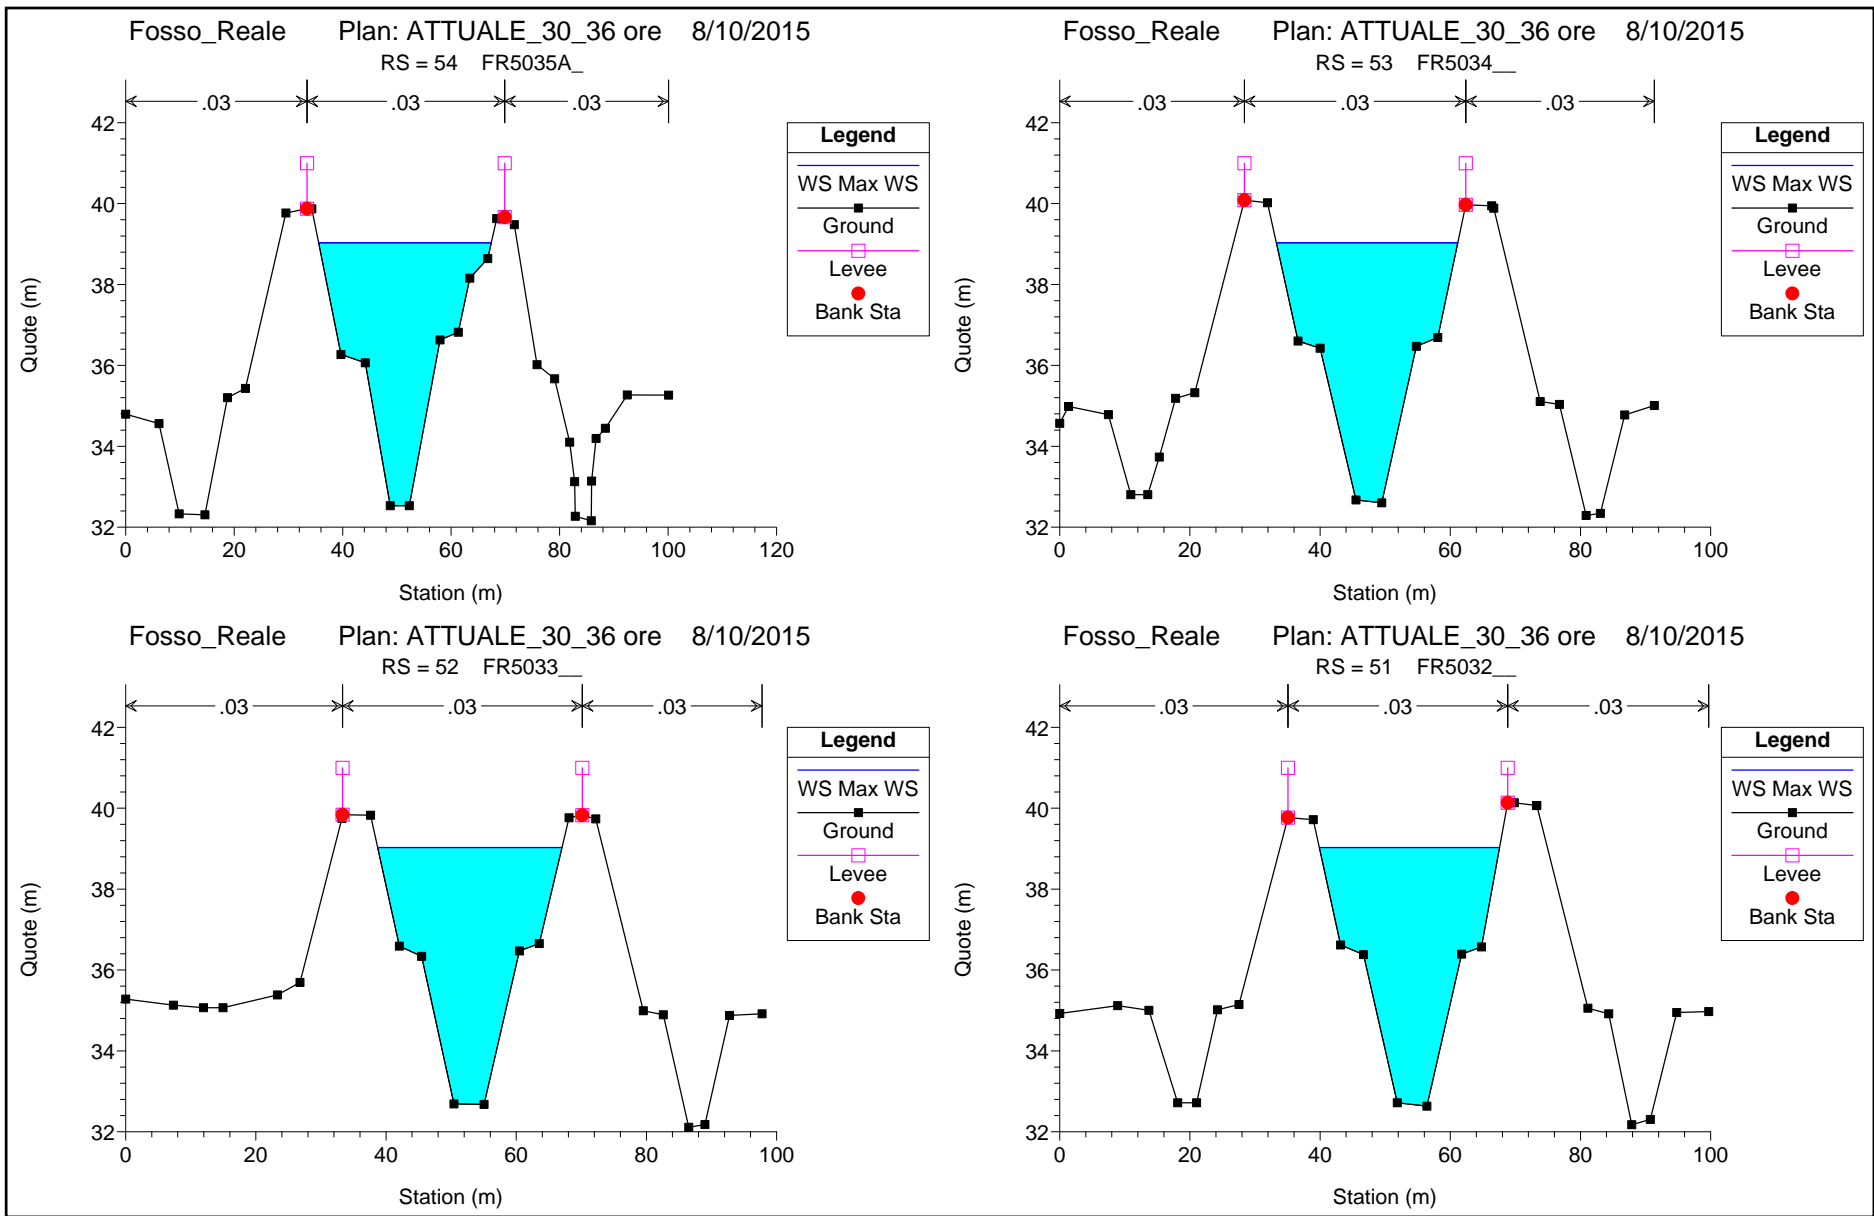 Fosso_Reale Plan: ATTUALE_30_36 ore 8/10/2015
RS = 54 FR5035A_
.03 .03 .03
42
40
38
36
34
32
0 20 40 60 80 100 120
Quote (m)
Station (m)
Legend
WS Max WS
Ground
Levee
Bank Sta
Fosso_Reale Plan: ATTUALE_30_36 ore 8/10/2015
RS = 53 FR5034__
.03 .03 .03
42
40
38
36
34
32
0 20 40 60 80 100
Quote (m)
Station (m)
Legend
WS Max WS
Ground
Levee
Bank Sta
Fosso_Reale Plan: ATTUALE_30_36 ore 8/10/2015
RS = 52 FR5033__
.03 .03 .03
42
40
38
36
34
32
0 20 40 60 80 100
Quote (m)
Station (m)
Legend
WS Max WS
Ground
Levee
Bank Sta
Fosso_Reale Plan: ATTUALE_30_36 ore 8/10/2015
RS = 51 FR5032__
.03 .03 .03
42
40
38
36
34
32
0 20 40 60 80 100
Quote (m)
Station (m)
Legend
WS Max WS
Ground
Levee
Bank Sta